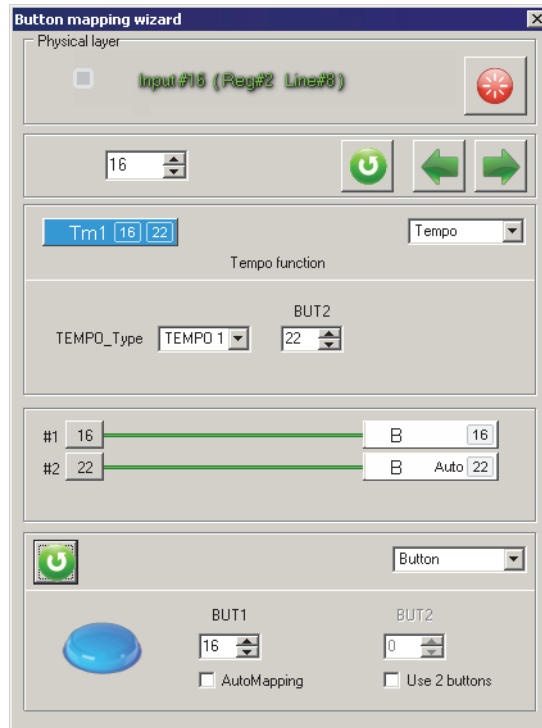 Button mapping wizard
Physical layer
Input#16 (Reg#2 Line#8)
16
Tm1 16 22
Tempo
Tempo function
BUT2
TEMPO_Type TEMPO 1 22
#1 16 B 16
#2 22 B Auto 22
Button
BUT1 BUT2
16 0
AutoMapping Use 2 buttons